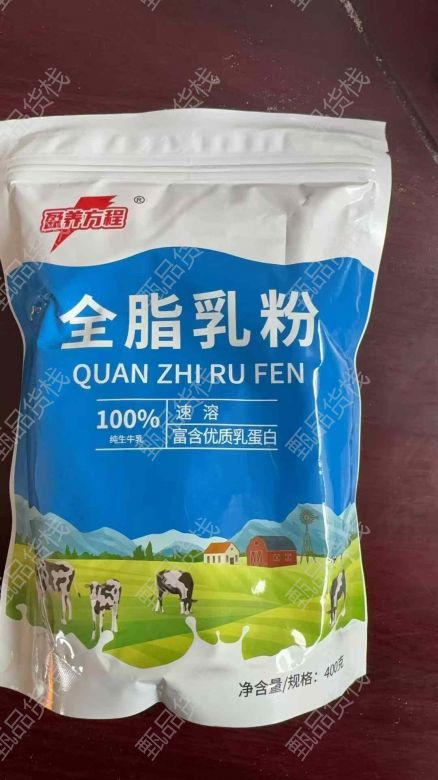 盈养方程®
全脂乳粉
QUAN ZHI RU FEN
100% 速溶
纯生牛乳 富含优质乳蛋白
净含量/规格：400克
甄品货栈